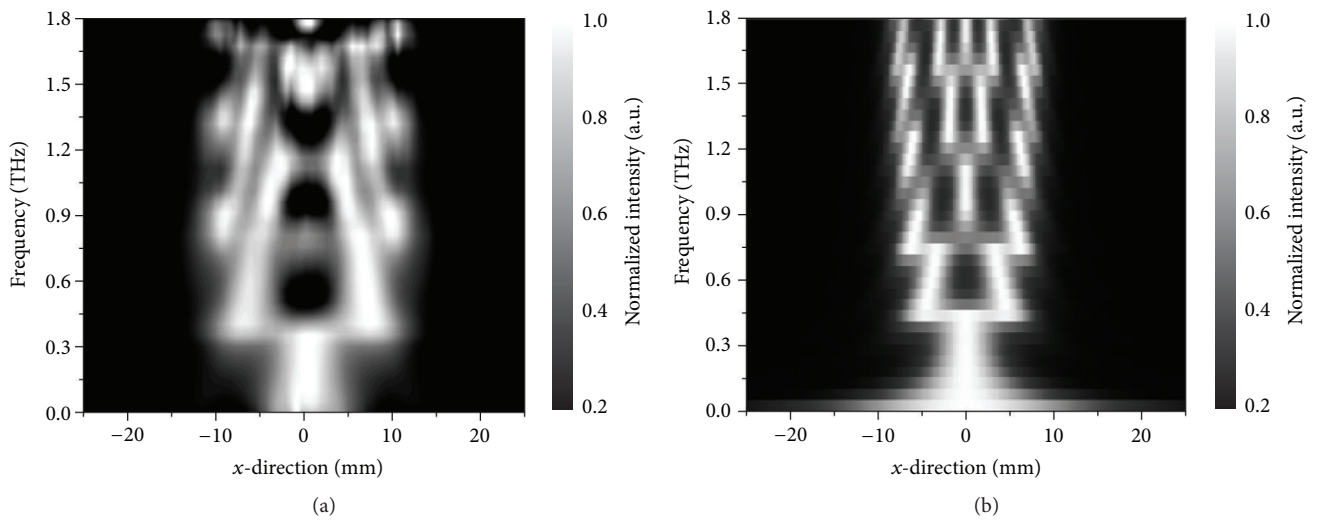 1.8
1.5
1.2
0.9
0.6
0.3
0.0
Frequency (THz)
−20 −10 0 10 20
x-direction (mm)
1.0
0.8
0.6
0.4
0.2
Normalized intensity (a.u.)
(a)
1.8
1.5
1.2
0.9
0.6
0.3
0.0
Frequency (THz)
−20 −10 0 10 20
x-direction (mm)
1.0
0.8
0.6
0.4
0.2
Normalized intensity (a.u.)
(b)